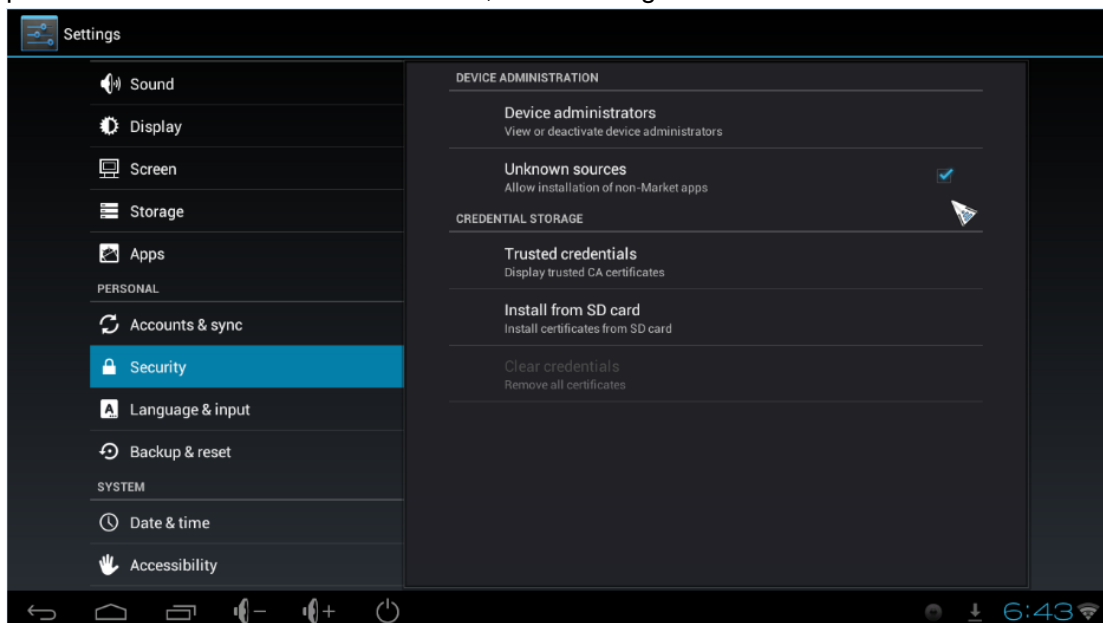 Settings
Sound
Display
Screen
Storage
Apps
PERSONAL
Accounts & sync
Security
Language & input
Backup & reset
SYSTEM
Date & time
Accessibility
DEVICE ADMINISTRATION
Device administrators
View or deactivate device administrators
Unknown sources
Allow installation of non-Market apps
CREDENTIAL STORAGE
Trusted credentials
Display trusted CA certificates
Install from SD card
Install certificates from SD card
Clear credentials
Remove all certificates
6:43